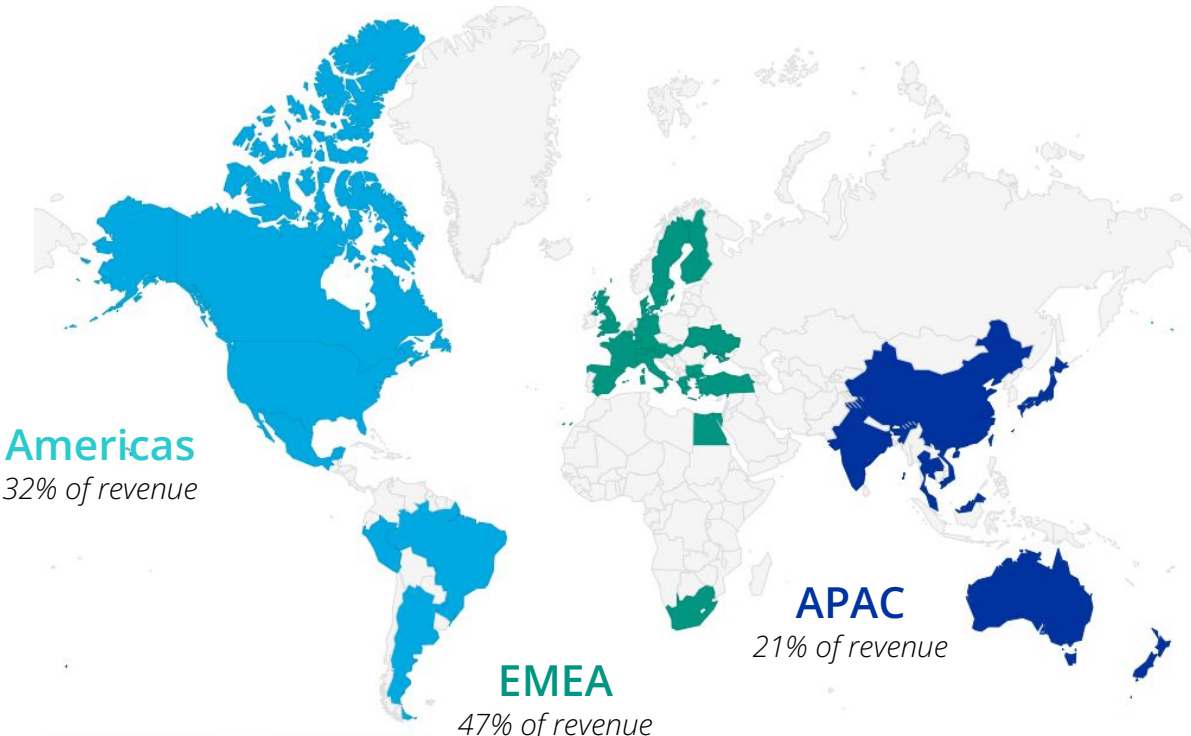 Americas
32% of revenue
APAC
21% of revenue
EMEA
47% of revenue